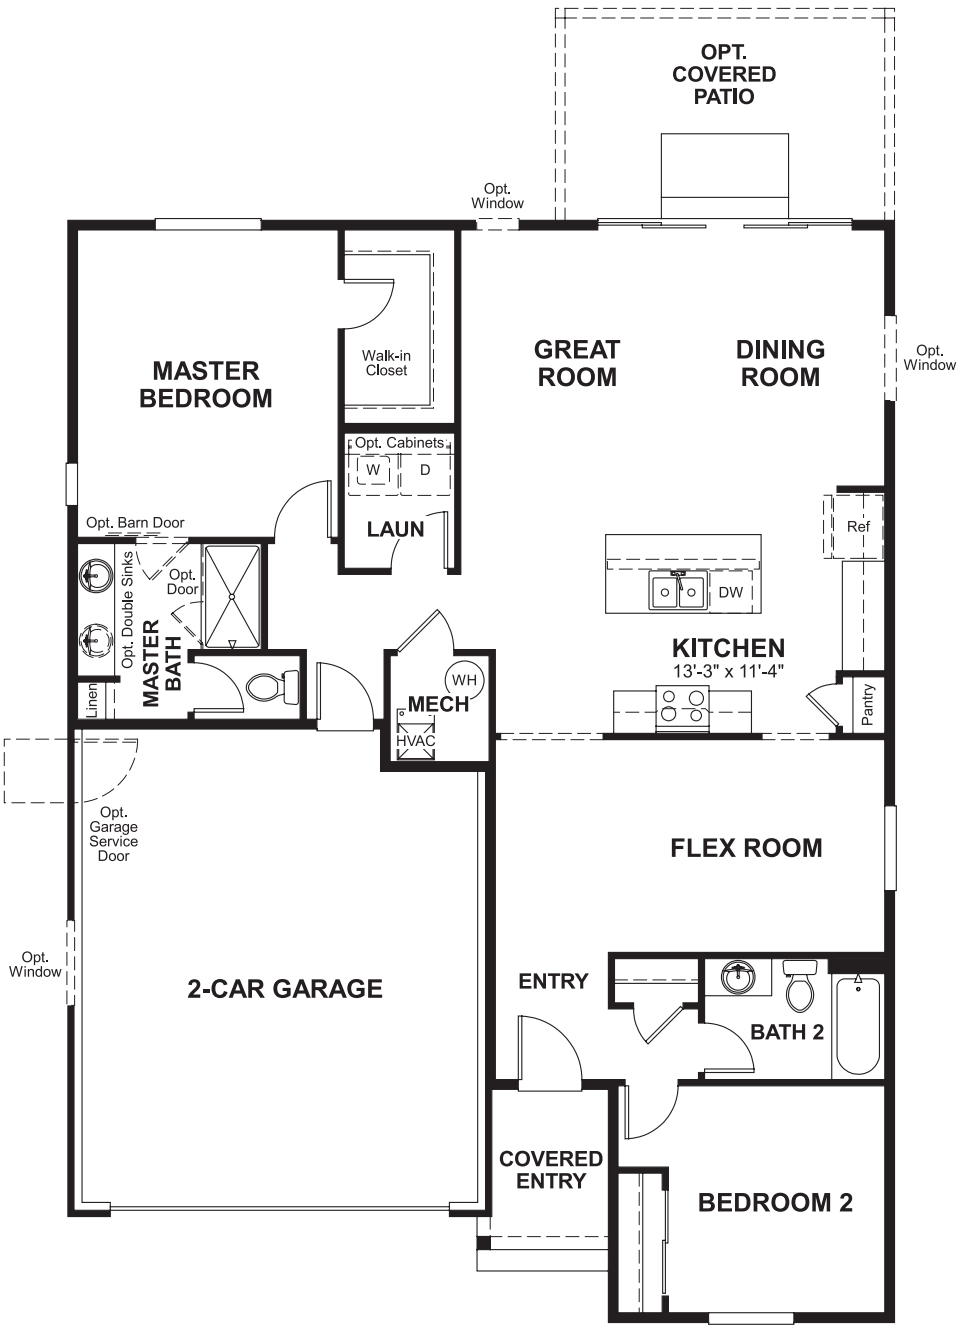 OPT.
COVERED
PATIO
Opt.
Window
GREAT
ROOM
DINING
ROOM
Opt.
Window
MASTER
BEDROOM
Walk-in
Closet
Opt. Cabinets
W
D
LAUN
Opt. Barn Door
Opt. Double Sinks
Opt.
Door
MASTER
BATH
Linen
Ref
DW
KITCHEN
13'-3" x 11'-4"
Pantry
WH
MECH
HVAC
Opt.
Garage
Service
Door
FLEX ROOM
Opt.
Window
2-CAR GARAGE
ENTRY
BATH 2
COVERED
ENTRY
BEDROOM 2